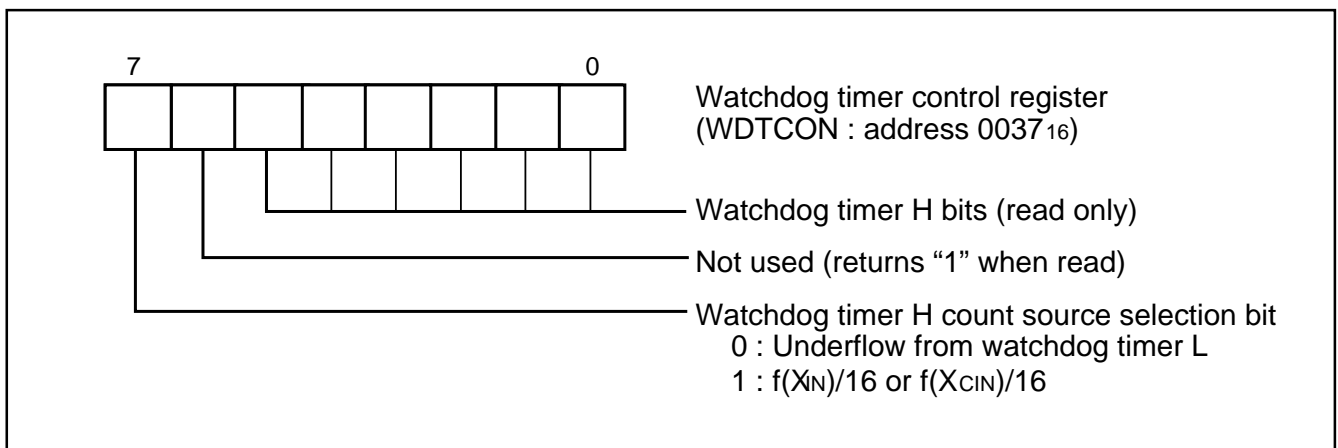 7 0
Watchdog timer control register
(WDTCON : address 003716)
Watchdog timer H bits (read only)
Not used (returns “1” when read)
Watchdog timer H count source selection bit
0 : Underflow from watchdog timer L
1 : f(XIN)/16 or f(XCIN)/16